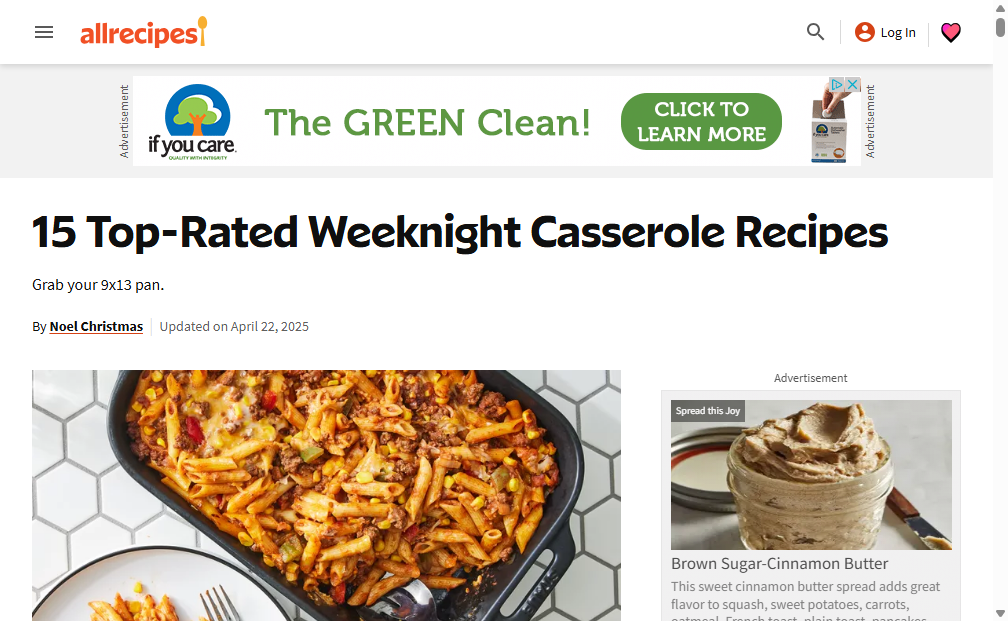 allrecipes
Log In
Advertisement
if you care.
QUALITY WITH INTEGRITY
The GREEN Clean!
CLICK TO
LEARN MORE
Advertisement
15 Top-Rated Weeknight Casserole Recipes
Grab your 9x13 pan.
By Noel Christmas
Updated on April 22, 2025
Advertisement
Spread this Joy
Brown Sugar-Cinnamon Butter
This sweet cinnamon butter spread adds great
flavor to squash, sweet potatoes, carrots,
oatmeal, French toast, plain toast, pancakes,